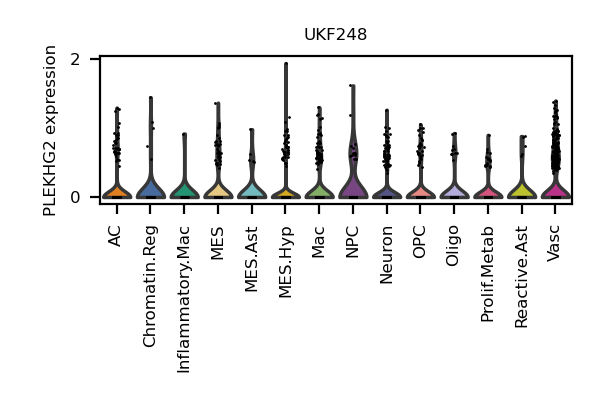 UKF248
PLEKHG2 expression
2
0
AC
Chromatin.Reg
Inflammatory.Mac
MES
MES.Ast
MES.Hyp
Mac
NPC
Neuron
OPC
Oligo
Prolif.Metab
Reactive.Ast
Vasc